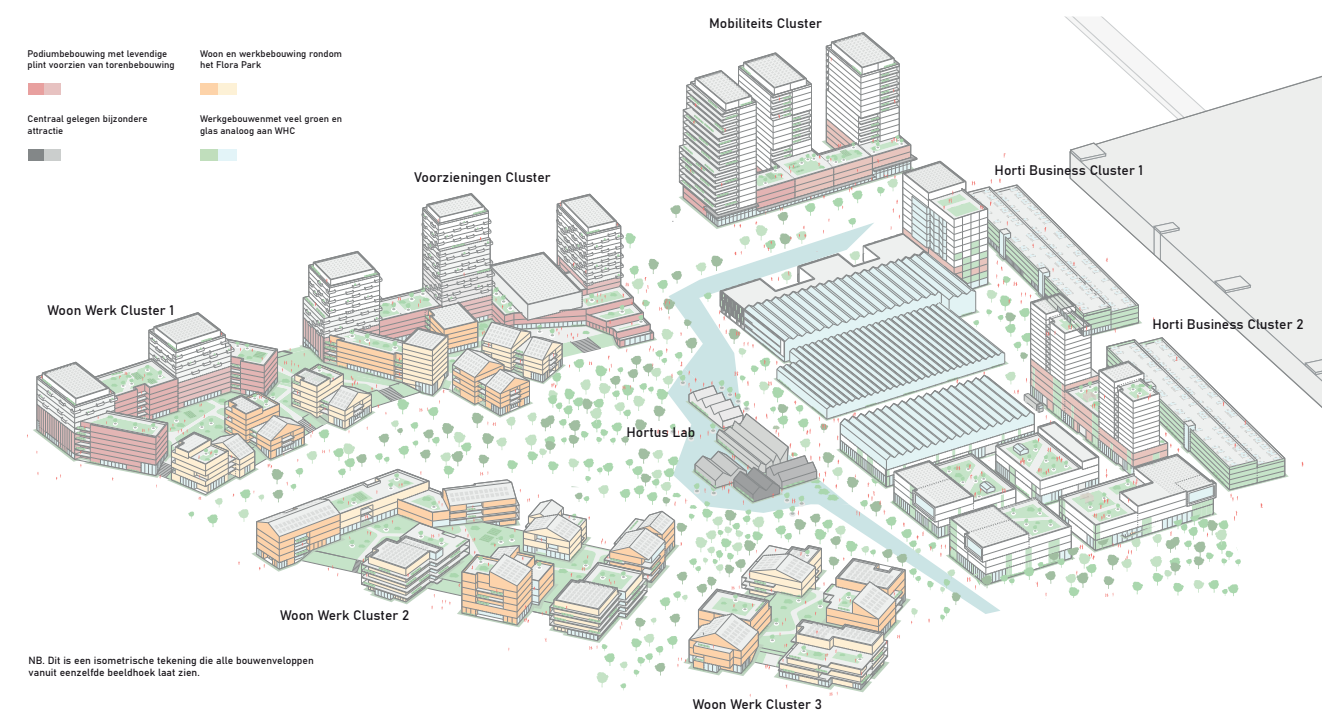 Mobiliteits Cluster
Podiumbebouwing met levendige
plint voorzien van torenbebouwing
Woon en werkbebouwing rondom
het Flora Park
Centraal gelegen bijzondere
attractie
Werkgebouwenmet veel groen en
glas analoog aan WHC
Voorzieningen Cluster
Horti Business Cluster 1
Woon Werk Cluster 1
Horti Business Cluster 2
Hortus Lab
Woon Werk Cluster 2
NB. Dit is een isometrische tekening die alle bouwenveloppen
vanuit eenzelfde beeldhoek laat zien.
Woon Werk Cluster 3